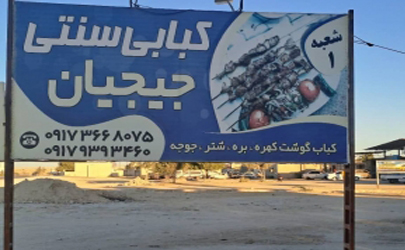 کبابی سنتی
جیجیان
شعبه
۱
۰۹۱۷ ۳۶۶ ۸۰۷۵
۰۹۱۷ ۹۳۹ ۳۴۶۰
کباب گوشت کهره ، بره ، شتر ، جوجه